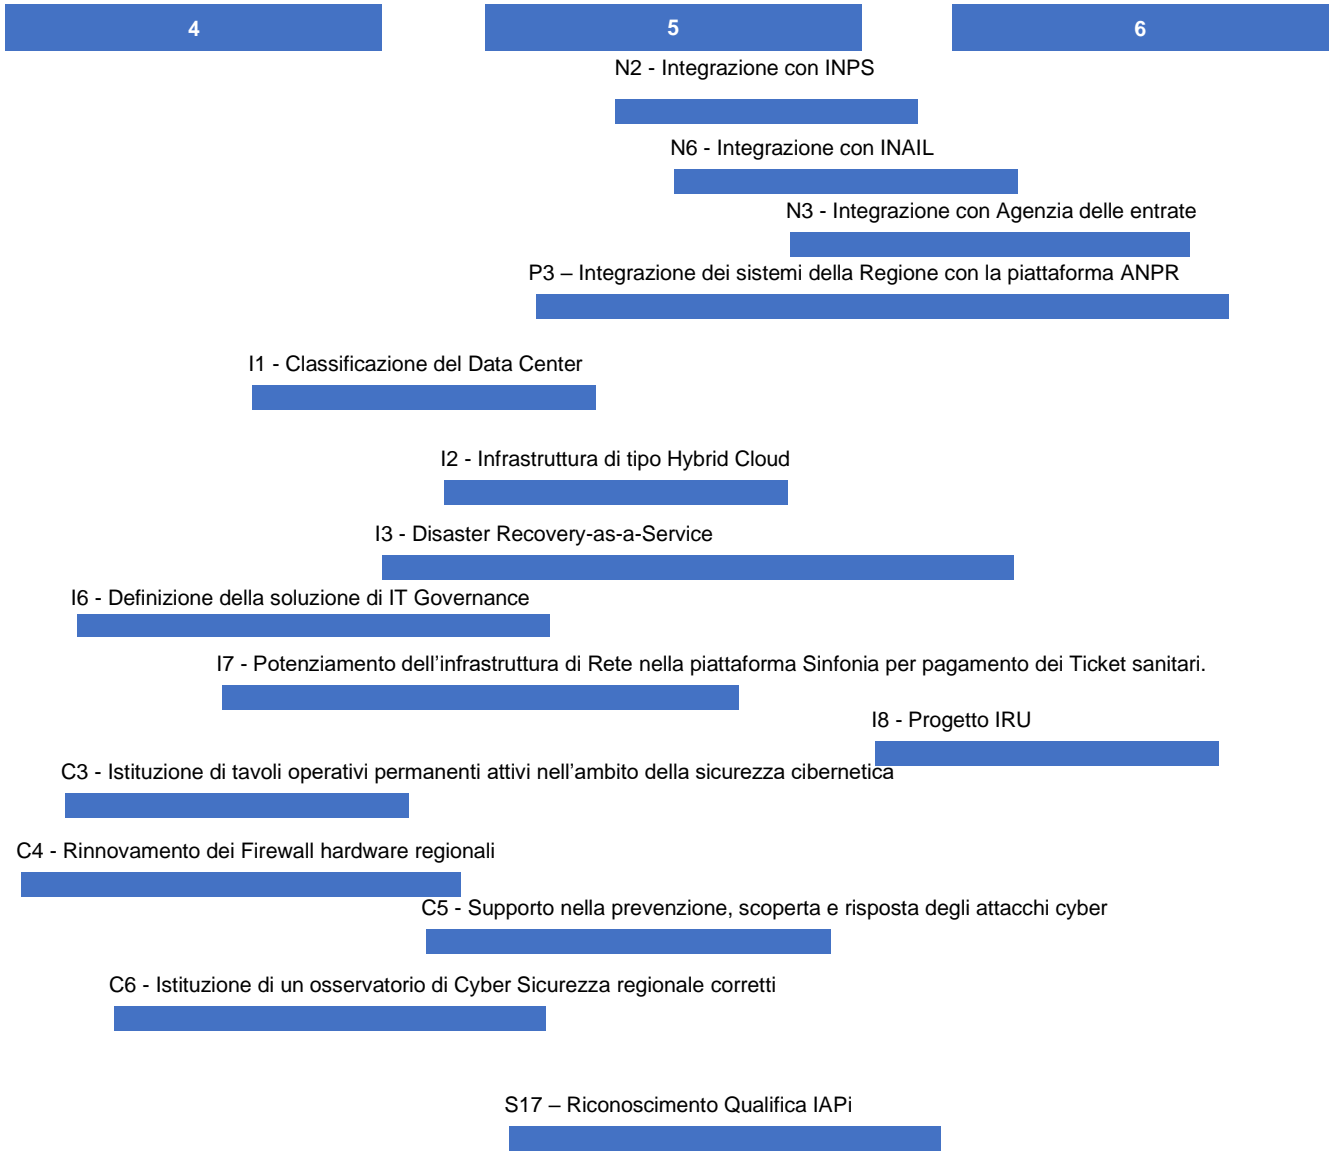 4
5
6
N2 - Integrazione con INPS
N6 - Integrazione con INAIL
N3 - Integrazione con Agenzia delle entrate
P3 – Integrazione dei sistemi della Regione con la piattaforma ANPR
I1 - Classificazione del Data Center
I2 - Infrastruttura di tipo Hybrid Cloud
I3 - Disaster Recovery-as-a-Service
I6 - Definizione della soluzione di IT Governance
I7 - Potenziamento dell’infrastruttura di Rete nella piattaforma Sinfonia per pagamento dei Ticket sanitari.
I8 - Progetto IRU
C3 - Istituzione di tavoli operativi permanenti attivi nell’ambito della sicurezza cibernetica
C4 - Rinnovamento dei Firewall hardware regionali
C5 - Supporto nella prevenzione, scoperta e risposta degli attacchi cyber
C6 - Istituzione di un osservatorio di Cyber Sicurezza regionale corretti
S17 – Riconoscimento Qualifica IAPi